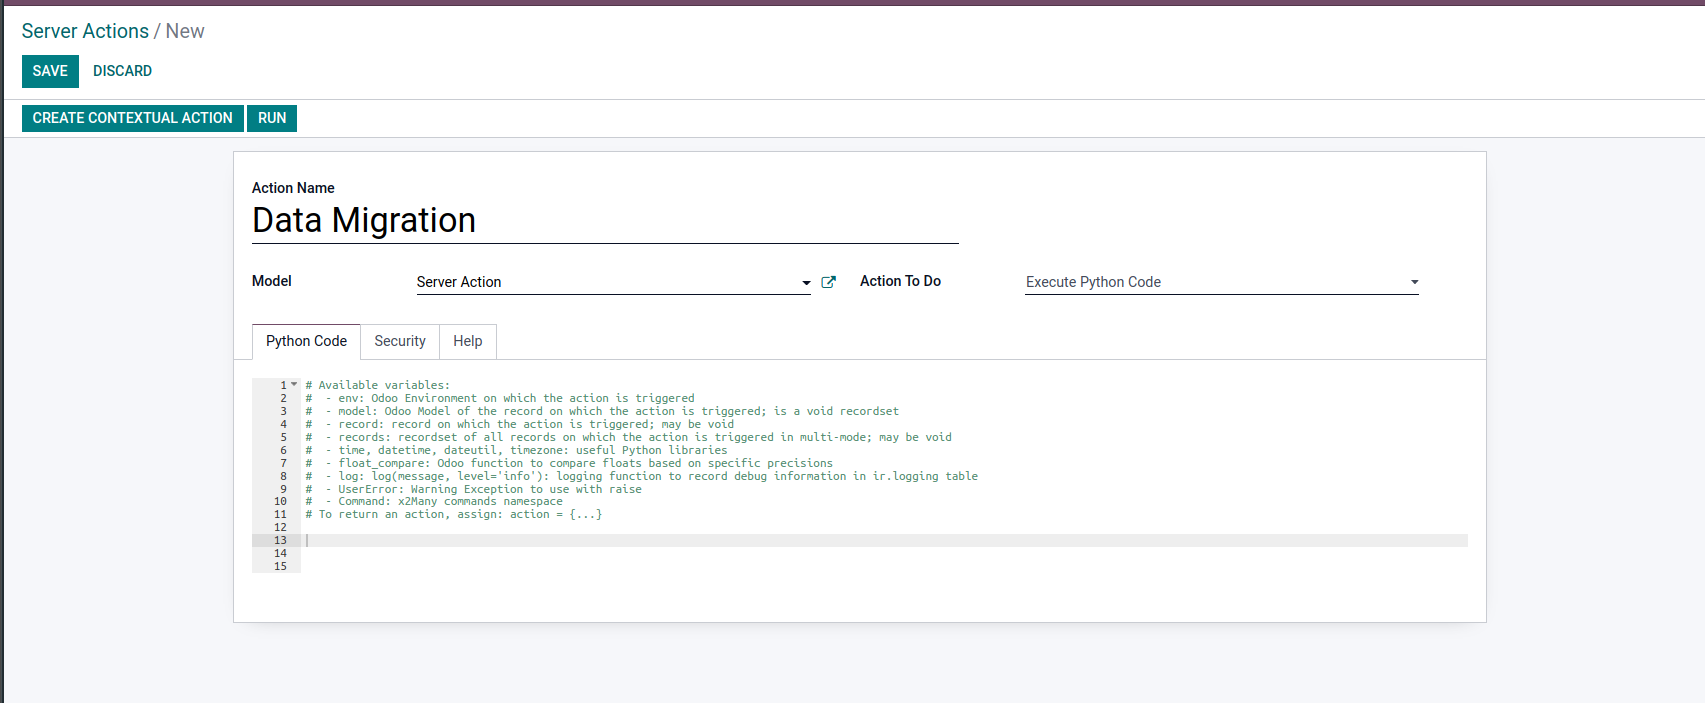 Server Actions / New
SAVE DISCARD
CREATE CONTEXTUAL ACTION RUN
Action Name
Data Migration
Model Server Action Action To Do Execute Python Code
Python Code Security Help
1 # Available variables:
2 #  - env: Odoo Environment on which the action is triggered
3 #  - model: Odoo Model of the record on which the action is triggered; is a void recordset
4 #  - record: record on which the action is triggered; may be void
5 #  - records: recordset of all records on which the action is triggered in multi-mode; may be void
6 #  - time, datetime, dateutil, timezone: useful Python libraries
7 #  - float_compare: Odoo function to compare floats based on specific precisions
8 #  - log: log(message, level='info'): logging function to record debug information in ir.logging table
9 #  - UserError: Warning Exception to use with raise
10 #  - Command: x2Many commands namespace
11 # To return an action, assign: action = {...}
12
13
14
15